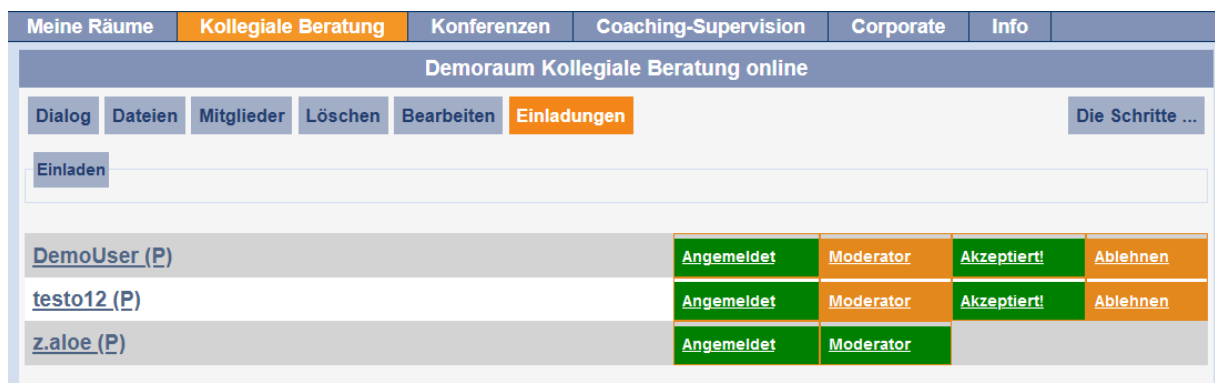 Meine Räume Kollegiale Beratung Konferenzen Coaching-Supervision Corporate Info
Demoraum Kollegiale Beratung online
Dialog Dateien Mitglieder Löschen Bearbeiten Einladungen Die Schritte ...
Einladen
DemoUser (P) Angemeldet Moderator Akzeptiert! Ablehnen
testo12 (P) Angemeldet Moderator Akzeptiert! Ablehnen
z.aloe (P) Angemeldet Moderator